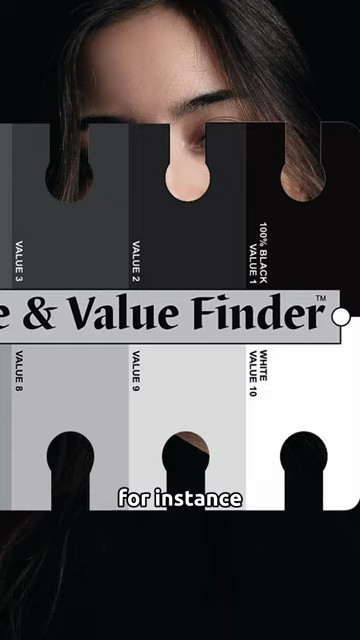 VALUE 3
VALUE 2
100% BLACK
VALUE 1
e & Value Finder™
VALUE 8
VALUE 9
WHITE
VALUE 10
for instance